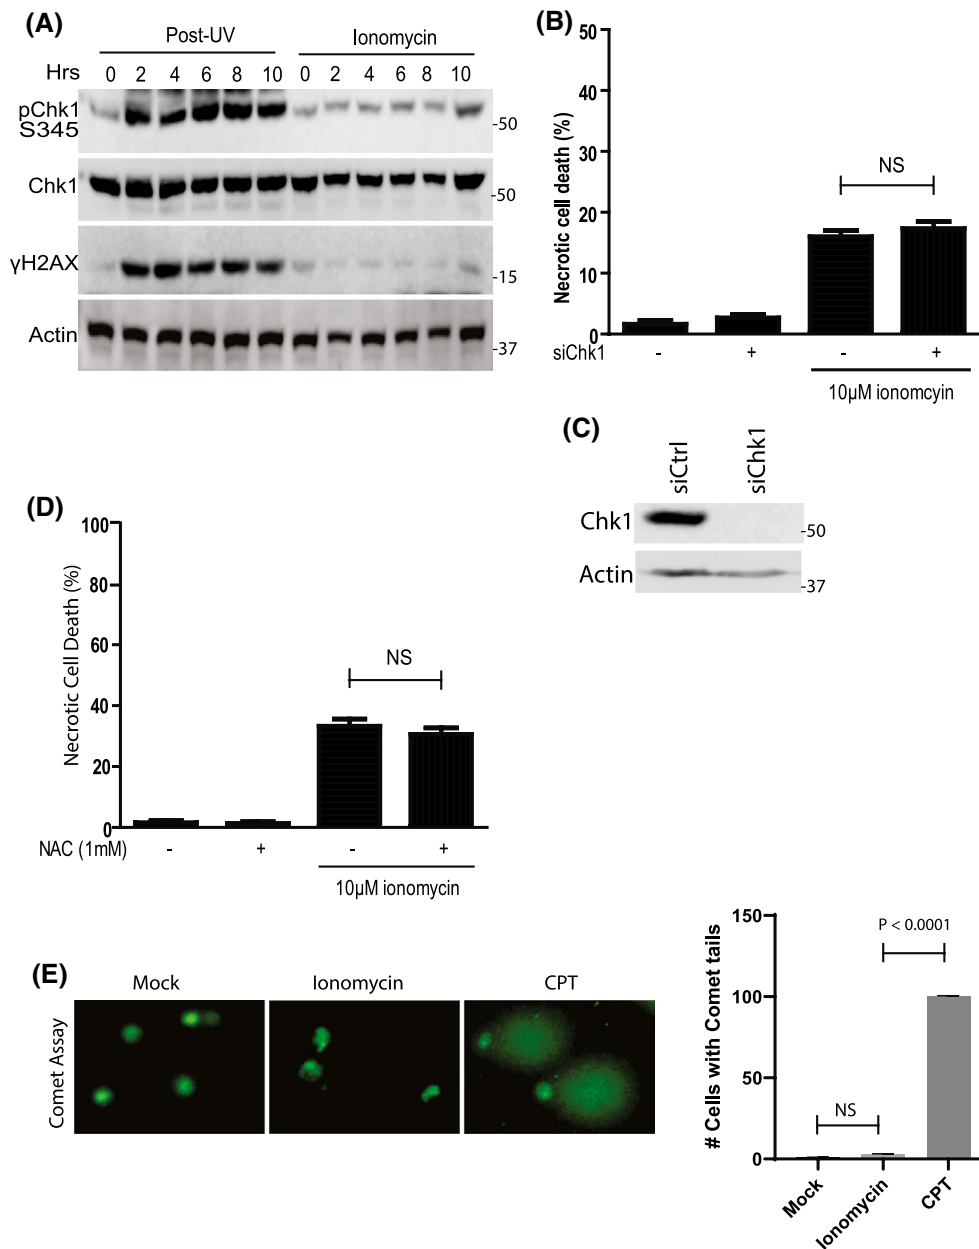 (A)
Post-UV Ionomycin
Hrs 0 2 4 6 8 10 0 2 4 6 8 10
pChk1
S345
-50
Chk1
-50
γH2AX
-15
Actin
-37
(B)
Necrotic cell death (%)
50
40
30
20
10
0
NS
siChk1 - + - +
10µM ionomcyin
(C)
siCtrl siChk1
Chk1
-50
Actin
-37
(D)
Necrotic Cell Death (%)
100
80
60
40
20
0
NS
NAC (1mM) - + - +
10µM ionomycin
(E)
Mock Ionomycin CPT
Comet Assay
# Cells with Comet tails
150
100
50
0
P < 0.0001
NS
Mock Ionomycin CPT